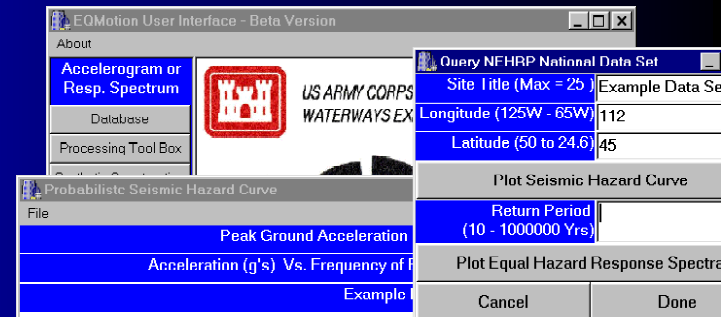 EQMotion User Interface - Beta Version
About
Accelerogram or
Resp. Spectrum
Database
Processing Tool Box
US ARMY CORPS
WATERWAYS EX
Query NEHRP National Data Set
Site Title (Max = 25 ) Example Data Se
Longitude (125W - 65W) 112
Latitude (50 to 24.6) 45
Plot Seismic Hazard Curve
Return Period
(10 - 1000000 Yrs)
Plot Equal Hazard Response Spectra
Cancel Done
Probabilistc Seismic Hazard Curve
File
Peak Ground Acceleration
Acceleration (g's) Vs. Frequency of
Example